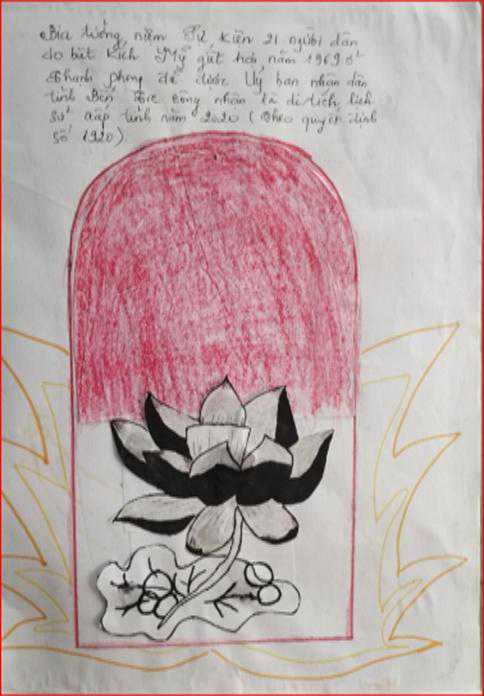 Bia tưởng niệm Sự kiện 21 người dân
do biệt kích Mỹ giết hại năm 1969 ở
Thạnh Phong đã được Uỷ ban nhân dân
tỉnh Bến Tre công nhận là di tích lịch
sử cấp tỉnh năm 2020 (Theo quyết định
số 1920)